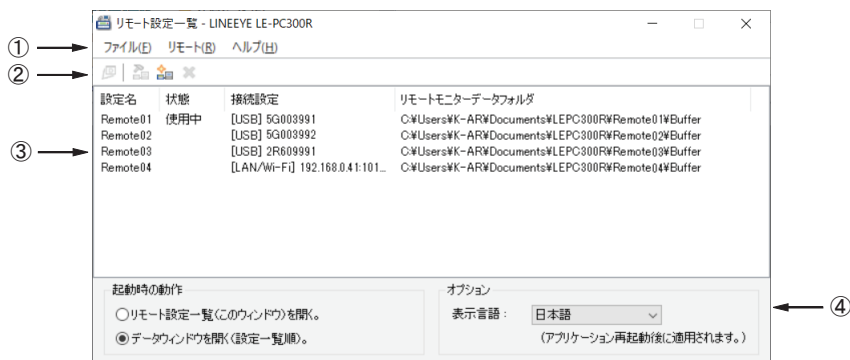 リモート設定一覧 - LINEEYE LE-PC300R
① ファイル(F) リモート(R) ヘルプ(H)
②
設定名 状態 接続設定 リモートモニターデータフォルダ
Remote01 使用中 [USB] 5G003991 C:¥Users¥K-AR¥Documents¥LEPC300R¥Remote01¥Buffer
Remote02 [USB] 5G003992 C:¥Users¥K-AR¥Documents¥LEPC300R¥Remote02¥Buffer
③ Remote03 [USB] 2R609991 C:¥Users¥K-AR¥Documents¥LEPC300R¥Remote03¥Buffer
Remote04 [LAN/Wi-Fi] 192.168.0.41:101... C:¥Users¥K-AR¥Documents¥LEPC300R¥Remote04¥Buffer
起動時の動作 オプション
リモート設定一覧(このウィンドウ)を開く。 表示言語: 日本語 ④
データウィンドウを開く(設定一覧順)。 (アプリケーション再起動後に適用されます。)